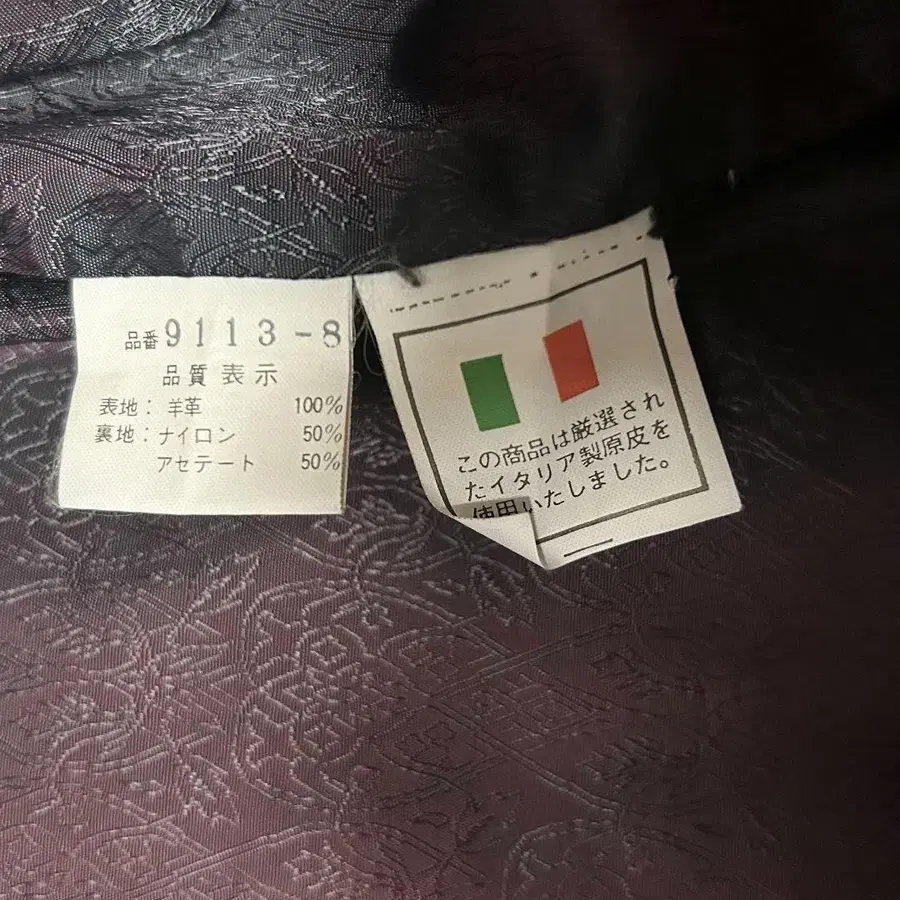 品番9113-8
品質表示
表地：羊革 100%
裏地：ナイロン 50%
アセテート 50%
この商品は厳選され
たイタリア製原皮を
使用いたしました。